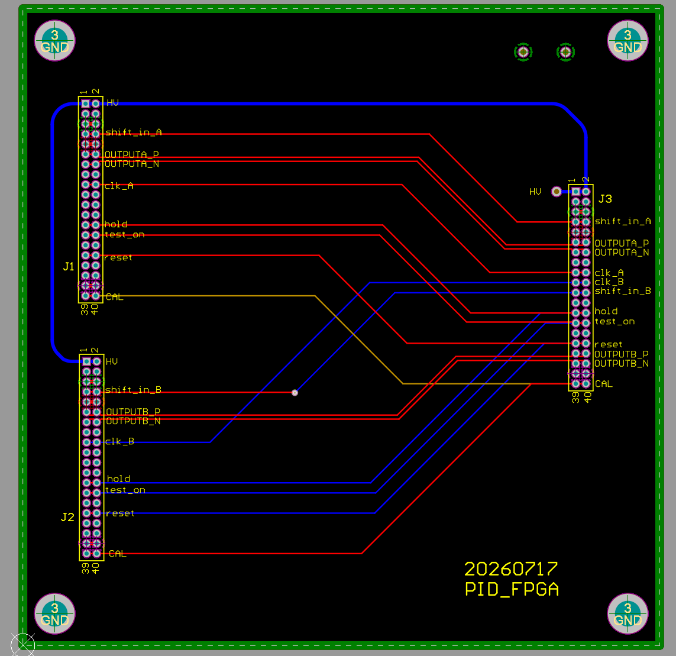 3
GND
3
GND
1 2
HV
shift_in_A
OUTPUTA_P
OUTPUTA_N
clk_A
hold
test_on
reset
J1
CAL
39 40
1 2
HV
J3
shift_in_A
OUTPUTA_P
OUTPUTA_N
clk_A
clk_B
shift_in_B
hold
test_on
reset
OUTPUTB_P
OUTPUTB_N
CAL
39 40
1 2
HV
shift_in_B
OUTPUTB_P
OUTPUTB_N
clk_B
hold
test_on
reset
J2
CAL
39 40
20260717
PID_FPGA
3
GND
3
GND